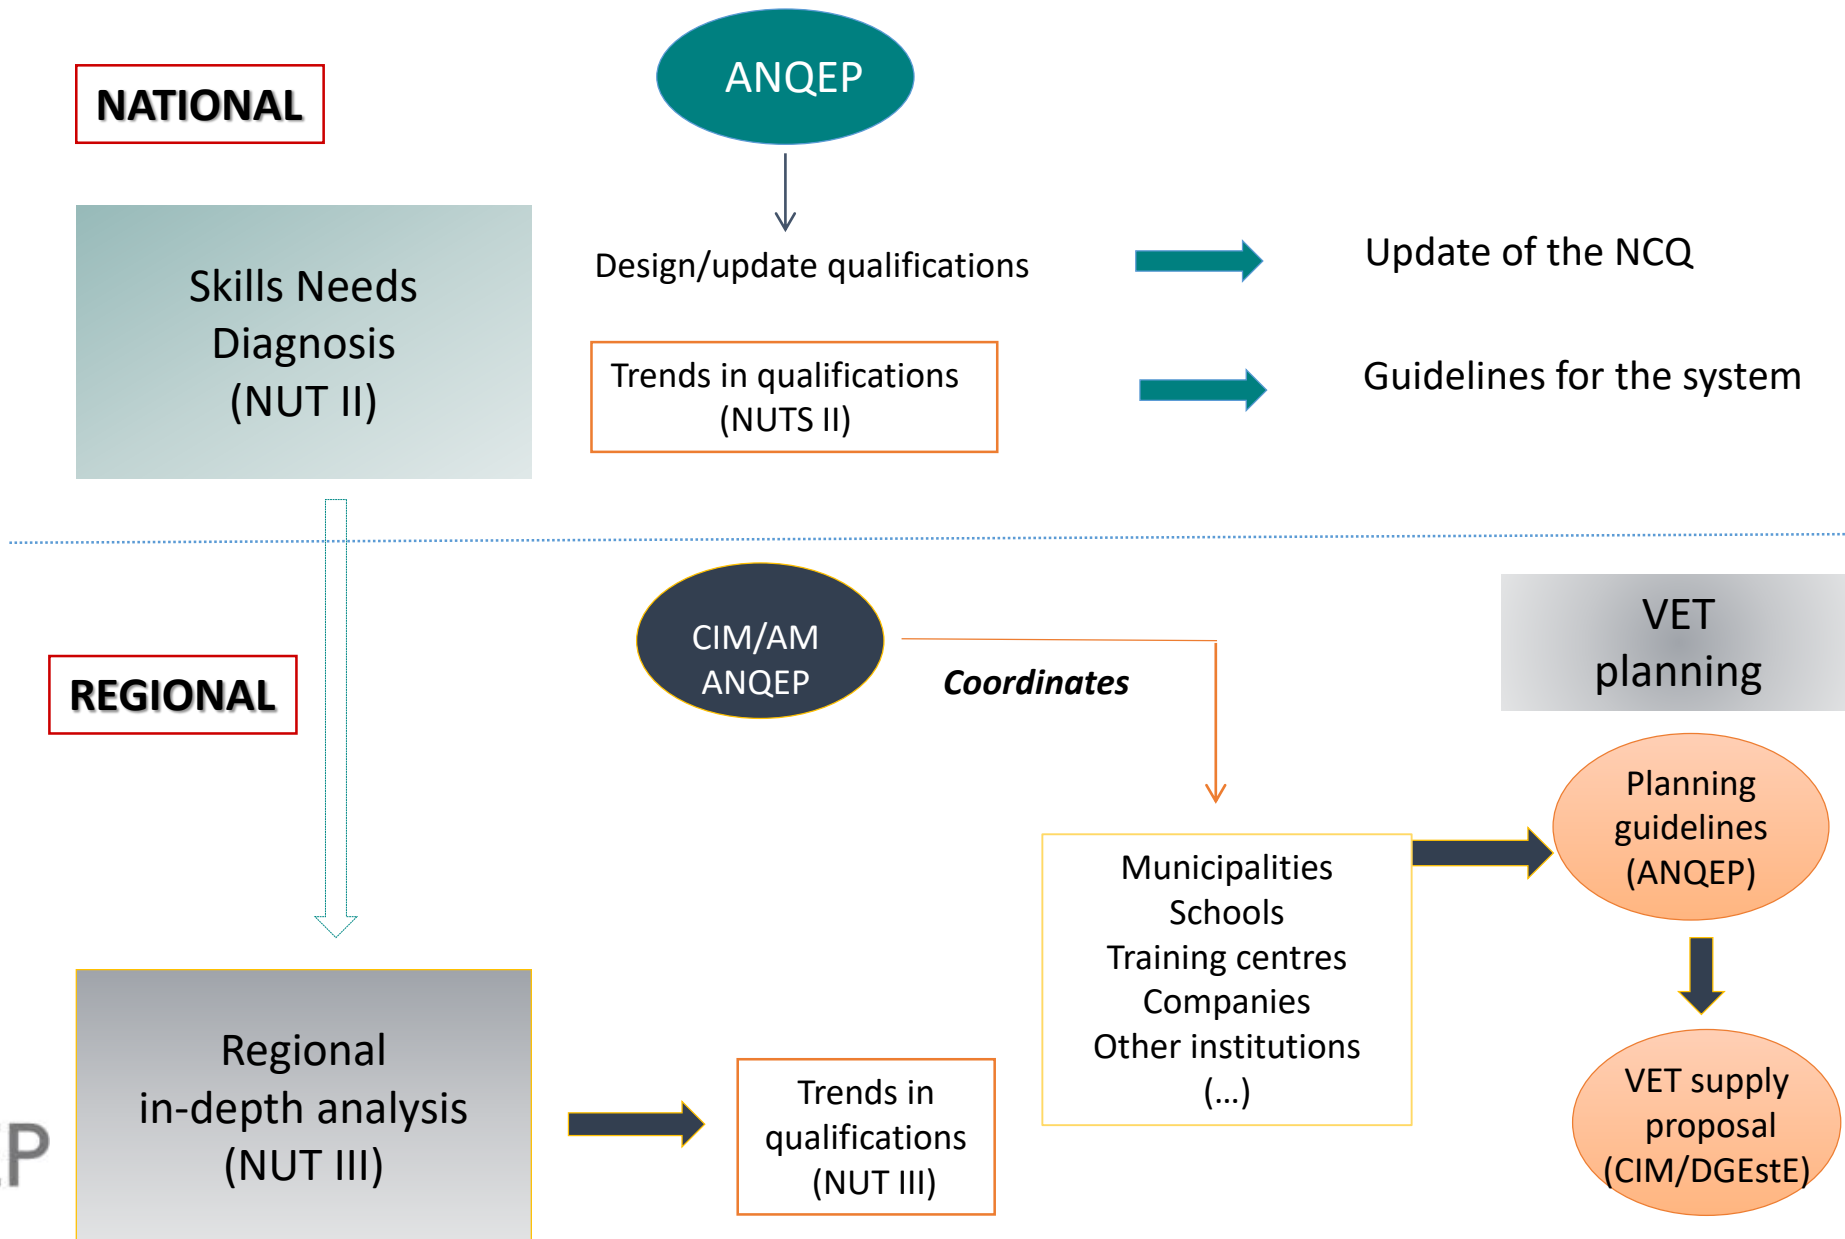 NATIONAL
ANQEP
Skills Needs
Diagnosis
(NUT II)
Design/update qualifications
Update of the NCQ
Trends in qualifications
(NUTS II)
Guidelines for the system
REGIONAL
CIM/AM
ANQEP
Coordinates
VET
planning
Planning
guidelines
(ANQEP)
Municipalities
Schools
Training centres
Companies
Other institutions
(...)
Regional
in-depth analysis
(NUT III)
Trends in
qualifications
(NUT III)
VET supply
proposal
(CIM/DGEstE)
EP